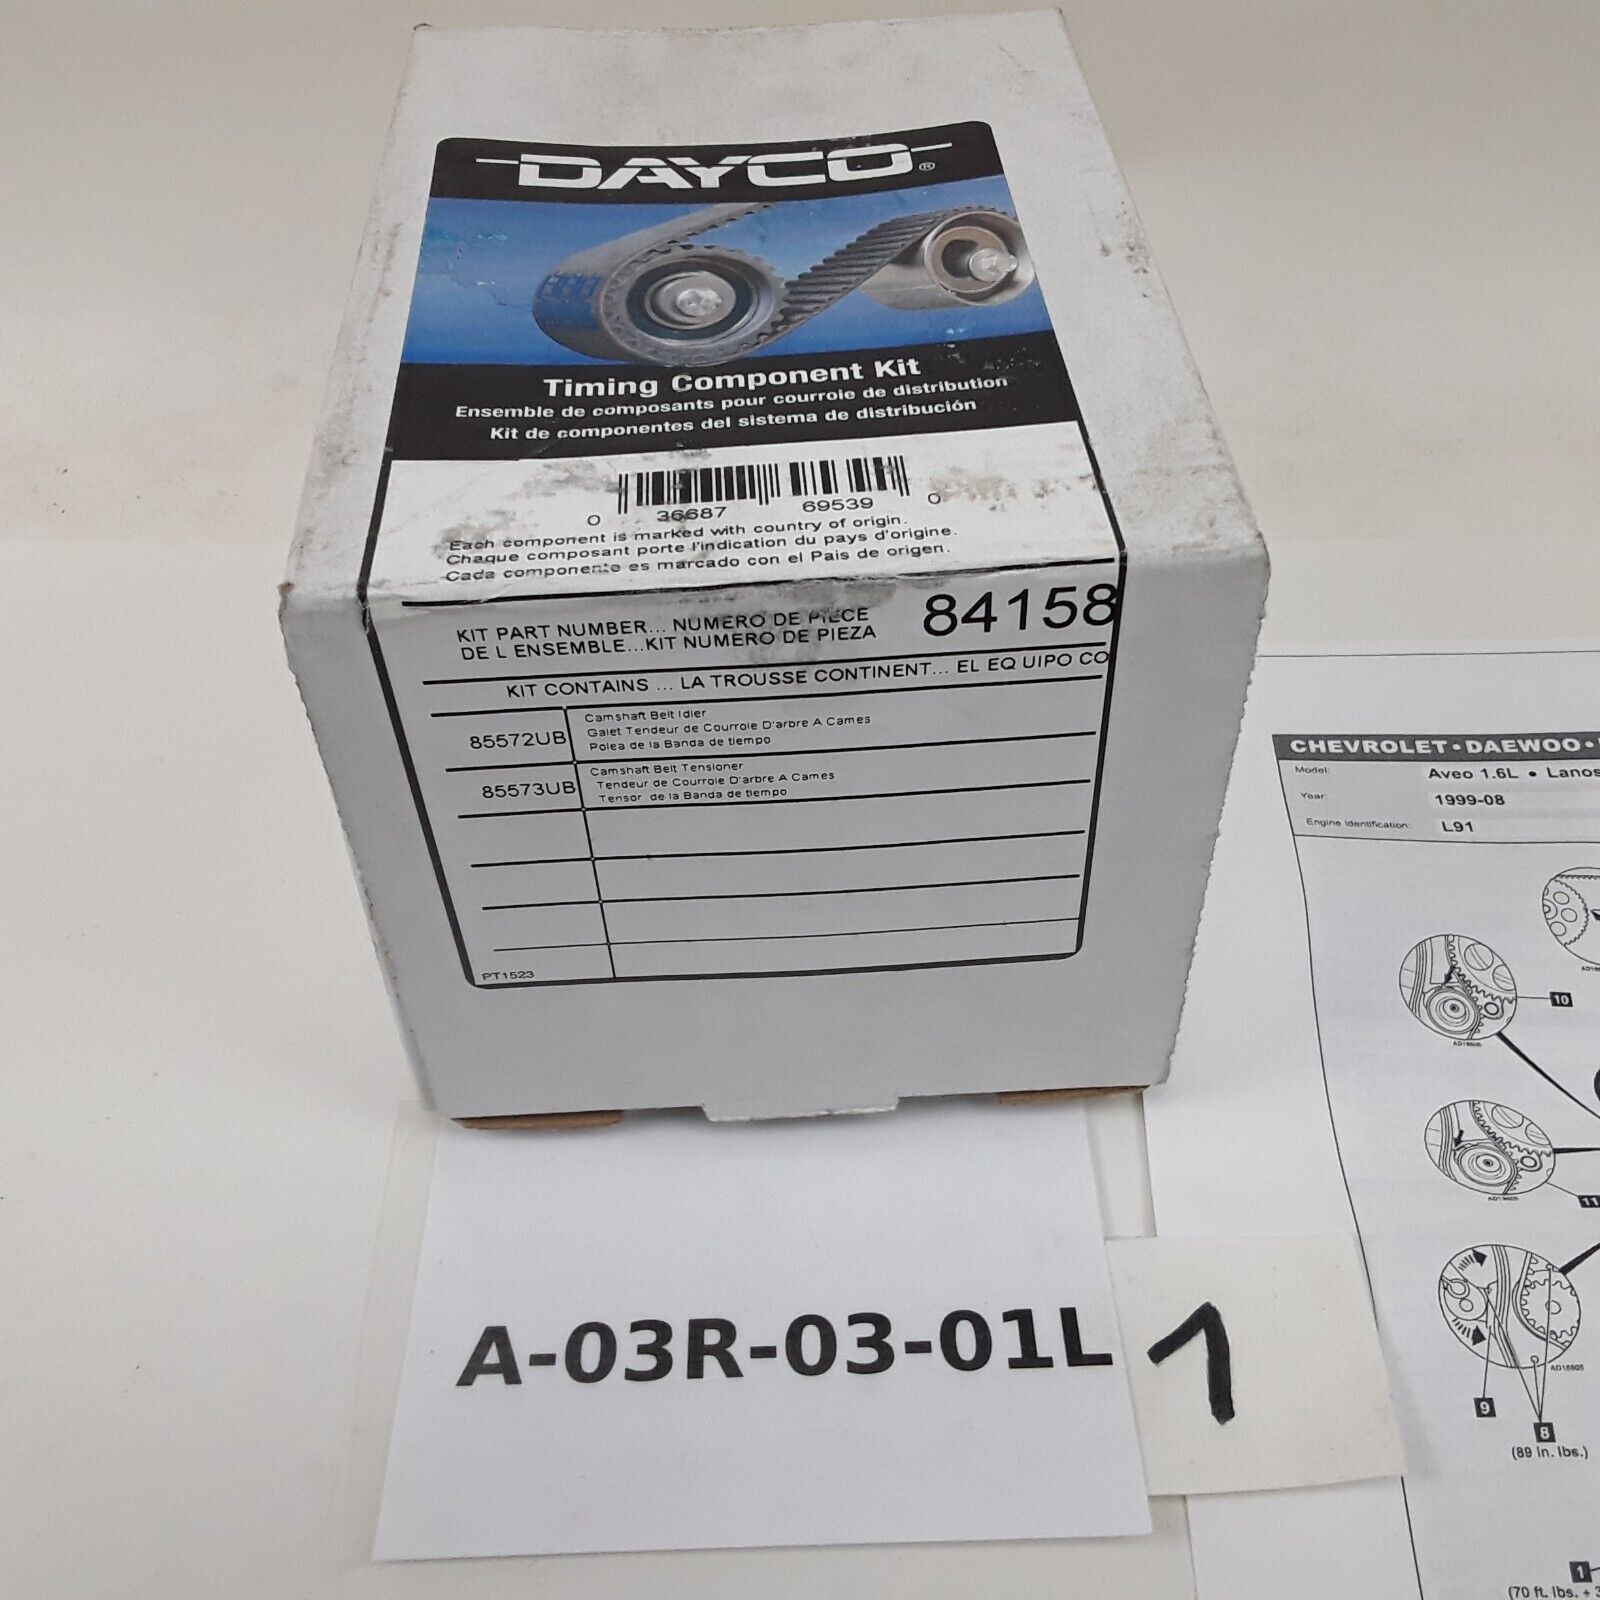 DAYCO®
Timing Component Kit
Ensemble de composants pour courroie de distribution
Kit de componentes del sistema de distribución
0 36687 69539 0
Each component is marked with country of origin.
Chaque composant porte l'indication du pays d'origine.
Cada componente es marcado con el Pais de origen.
KIT PART NUMBER... NUMERO DE PIECE
DE L ENSEMBLE...KIT NUMERO DE PIEZA
84158
KIT CONTAINS ... LA TROUSSE CONTINENT... EL EQ UIPO CO
85572UB
Camshaft Belt Idler
Galet Tendeur de Courroie D'arbre A Cames
Polea de la Banda de tiempo
85573UB
Camshaft Belt Tensioner
Tendeur de Courroie D'arbre A Cames
Tensor de la Banda de tiempo
PT1523
A-03R-03-01L
1
CHEVROLET • DAEWOO •
Model: Aveo 1.6L • Lanos
Year: 1999-08
Engine Identification: L91
10
11
9
8
(89 in. lbs.)
1
(70 ft. lbs. + 3